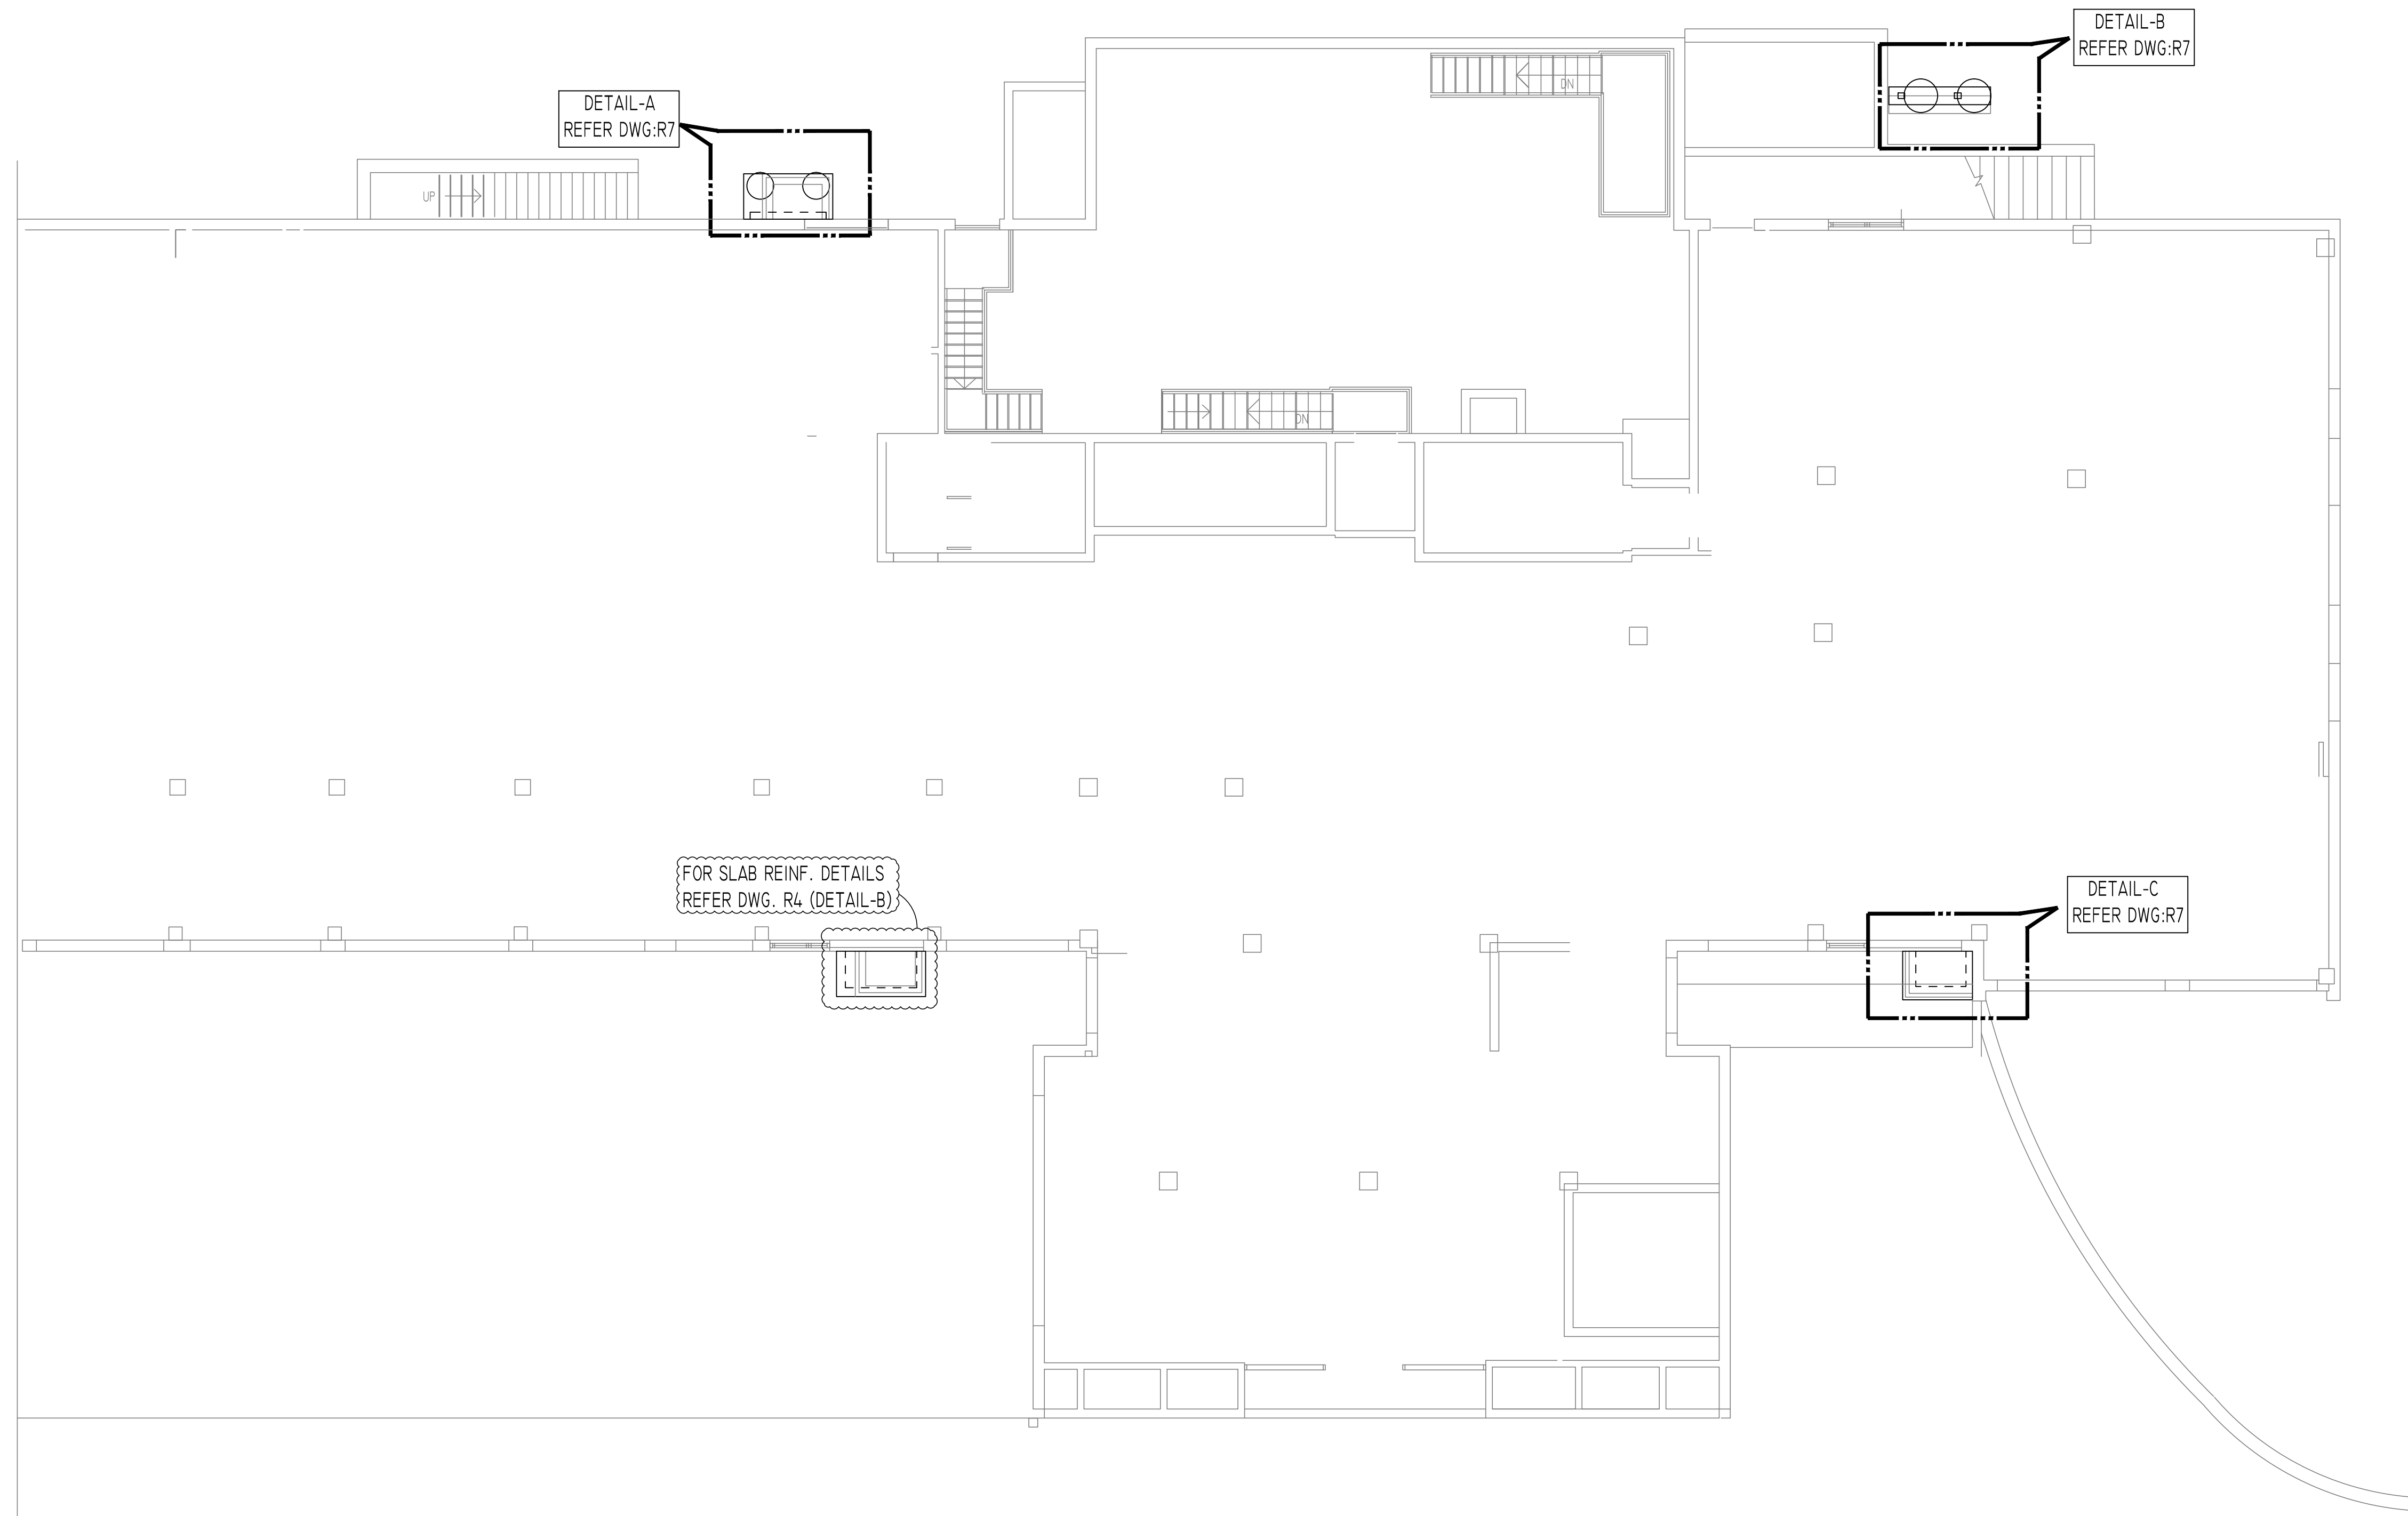 DETAIL-B
REFER DWG:R7
DN
DETAIL-A
REFER DWG:R7
UP
DN
FOR SLAB REINF. DETAILS
REFER DWG. R4 (DETAIL-B)
DETAIL-C
REFER DWG:R7